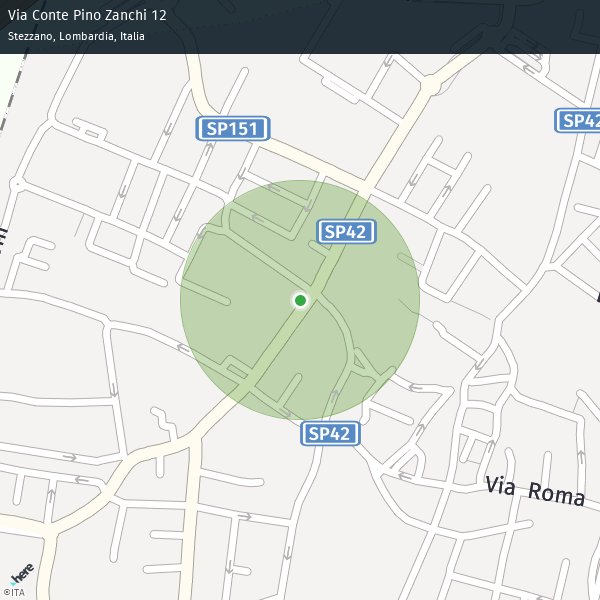 Via Conte Pino Zanchi 12
Stezzano, Lombardia, Italia
SP42
SP151
SP42
SP42
Via Roma
here
©ITA